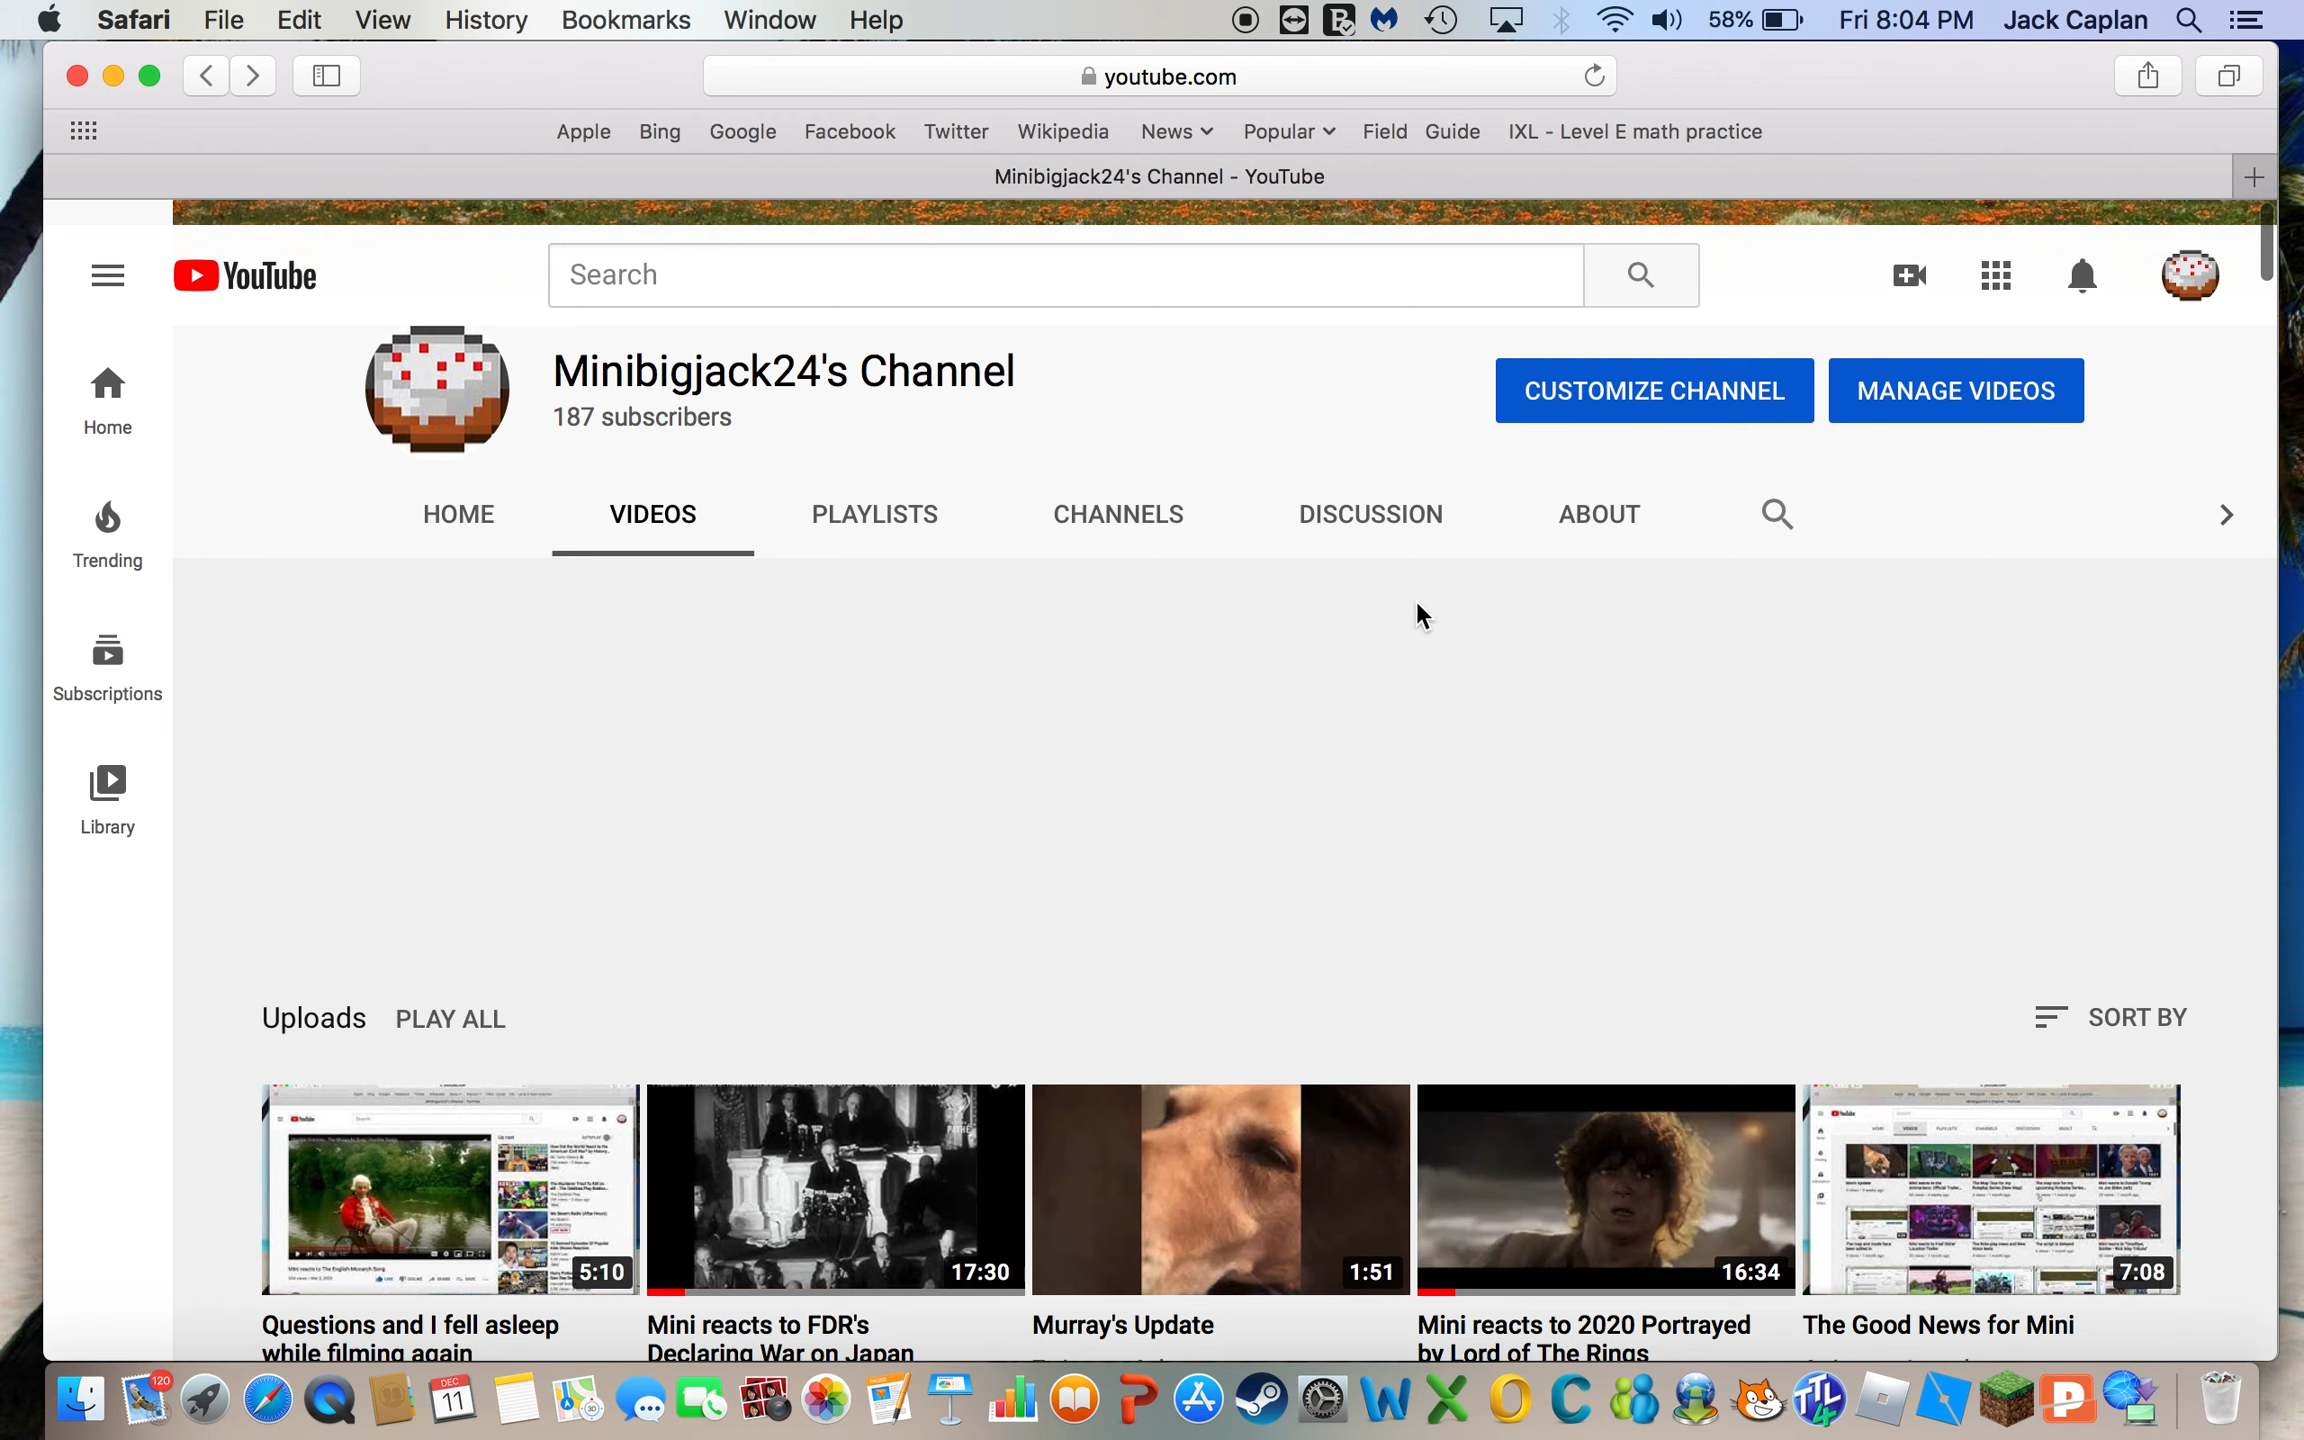 Safari File Edit View History Bookmarks Window Help 58% Fri 8:04 PM Jack Caplan
youtube.com
Apple Bing Google Facebook Twitter Wikipedia News Popular Field Guide IXL - Level E math practice
Minibigjack24's Channel - YouTube
YouTube
Search
Minibigjack24's Channel
187 subscribers
CUSTOMIZE CHANNEL MANAGE VIDEOS
Home
Trending
Subscriptions
Library
HOME VIDEOS PLAYLISTS CHANNELS DISCUSSION ABOUT
Uploads PLAY ALL SORT BY
5:10 17:30 1:51 16:34 7:08
Questions and I fell asleep
while filming again
Mini reacts to FDR's
Declaring War on Japan
Murray's Update
Mini reacts to 2020 Portrayed
by Lord of The Rings
The Good News for Mini
120
DEC
11